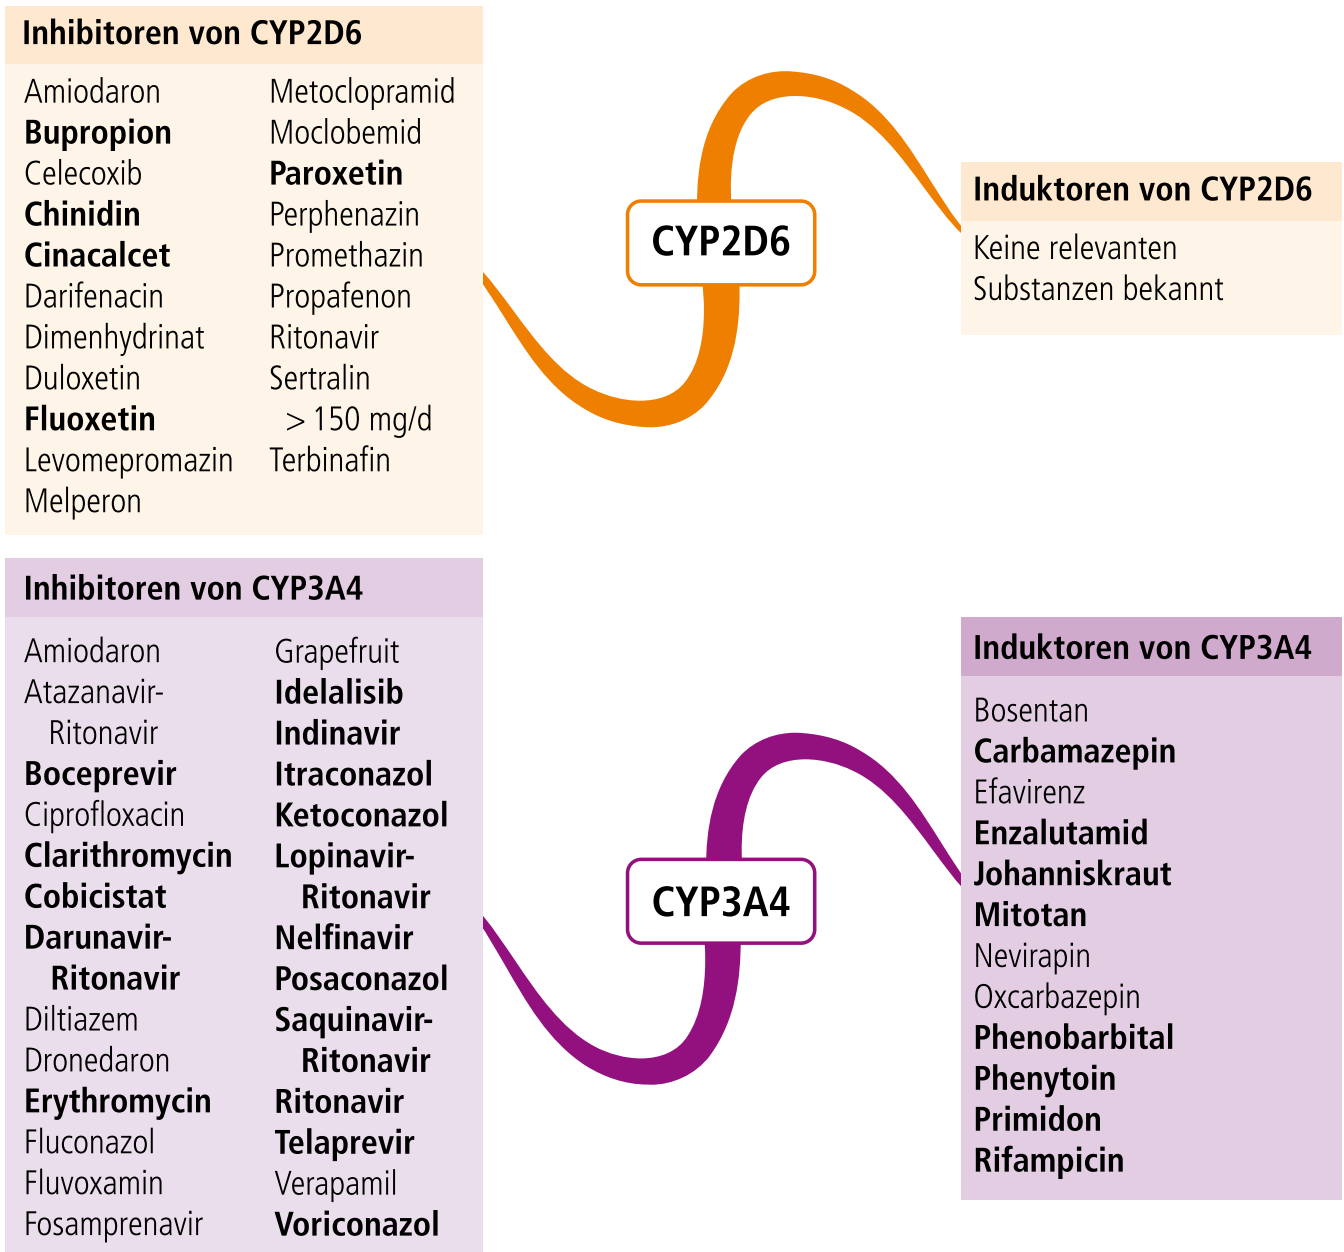 Inhibitoren von CYP2D6
Amiodaron
Bupropion
Celecoxib
Chinidin
Cinacalcet
Darifenacin
Dimenhydrinat
Duloxetin
Fluoxetin
Levomepromazin
Melperon
Metoclopramid
Moclobemid
Paroxetin
Perphenazin
Promethazin
Propafenon
Ritonavir
Sertralin
> 150 mg/d
Terbinafin
CYP2D6
Induktoren von CYP2D6
Keine relevanten
Substanzen bekannt
Inhibitoren von CYP3A4
Amiodaron
Atazanavir-
Ritonavir
Boceprevir
Ciprofloxacin
Clarithromycin
Cobicistat
Darunavir-
Ritonavir
Diltiazem
Dronedaron
Erythromycin
Fluconazol
Fluvoxamin
Fosamprenavir
Grapefruit
Idelalisib
Indinavir
Itraconazol
Ketoconazol
Lopinavir-
Ritonavir
Nelfinavir
Posaconazol
Saquinavir-
Ritonavir
Ritonavir
Telaprevir
Verapamil
Voriconazol
CYP3A4
Induktoren von CYP3A4
Bosentan
Carbamazepin
Efavirenz
Enzalutamid
Johanniskraut
Mitotan
Nevirapin
Oxcarbazepin
Phenobarbital
Phenytoin
Primidon
Rifampicin